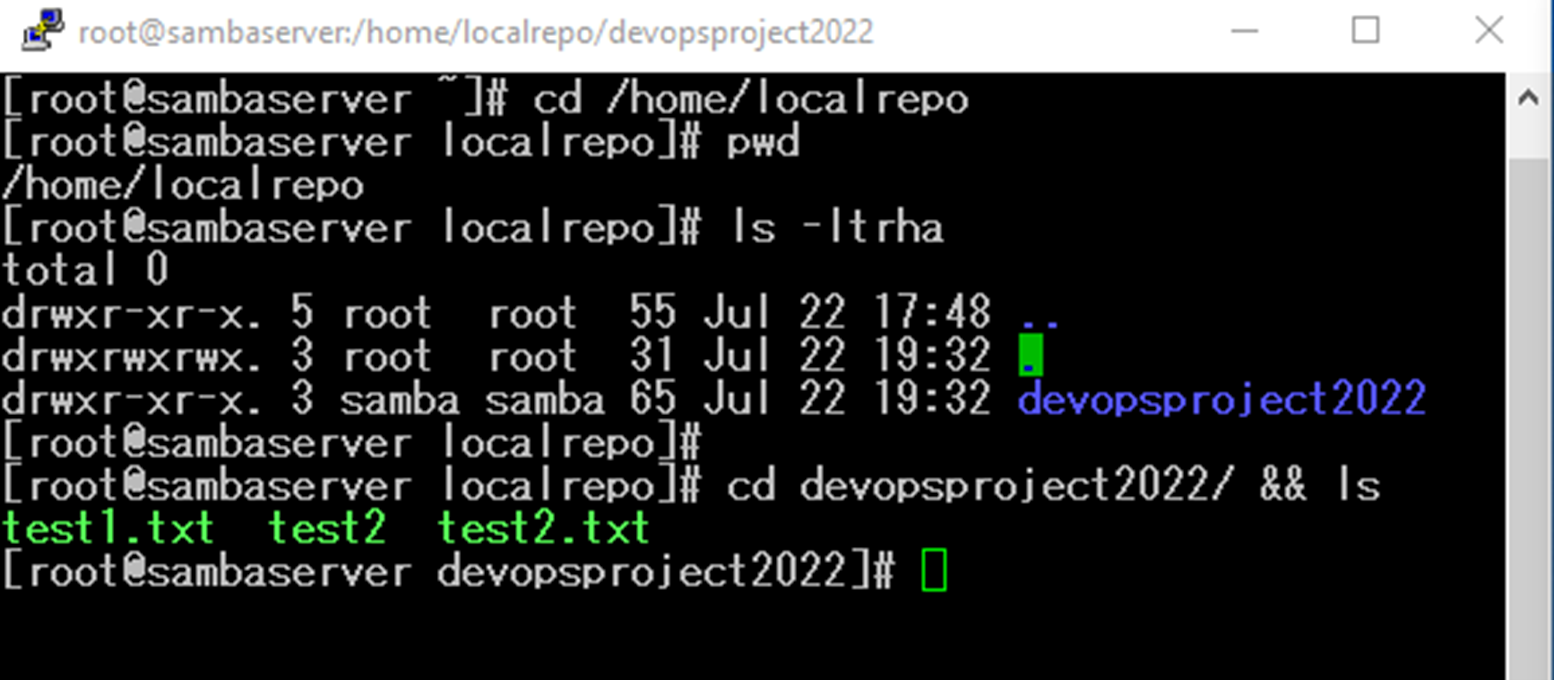 root@sambaserver:/home/localrepo/devopsproject2022
[root@sambaserver ~]# cd /home/localrepo
[root@sambaserver localrepo]# pwd
/home/localrepo
[root@sambaserver localrepo]# ls -ltrha
total 0
drwxr-xr-x. 5 root  root  55 Jul 22 17:48 ..
drwxrwxrwx. 3 root  root  31 Jul 22 19:32 .
drwxr-xr-x. 3 samba samba 65 Jul 22 19:32 devopsproject2022
[root@sambaserver localrepo]#
[root@sambaserver localrepo]# cd devopsproject2022/ && ls
test1.txt  test2  test2.txt
[root@sambaserver devopsproject2022]#